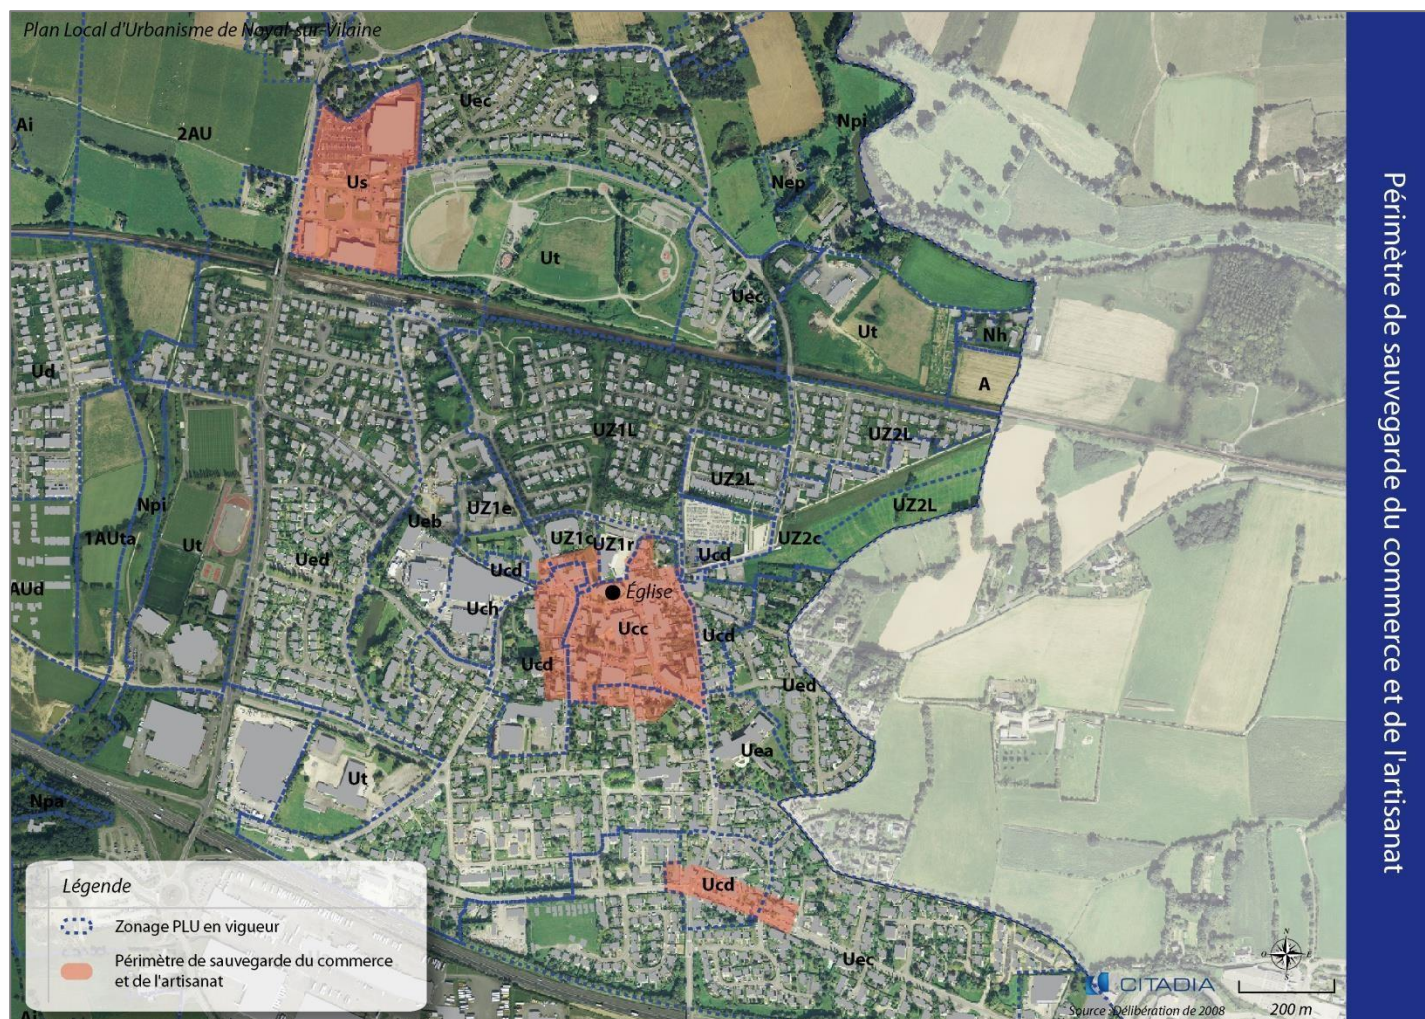 Plan Local d'Urbanisme de Noyal-sur-Vilaine
Périmètre de sauvegarde du commerce et de l'artisanat
Uec
Npi
Ai
2AU
Us
Nep
Ut
Uec
Ut
Nh
A
Ud
UZ1L
UZ2L
UZ2L
UZ2L
Npi
UZ1e
Ueb
1AUta
Ut
UZ1c
UZ1r
UZ2c
Ued
Ucd
Ucd
AUd
Église
Uch
Ucc
Ucd
Ucd
Ued
Uea
Ut
Npa
Ucd
Uec
Légende
Zonage PLU en vigueur
Périmètre de sauvegarde du commerce
et de l'artisanat
Ai
N
O
E
S
CITADIA
Source : Délibération de 2008
200 m